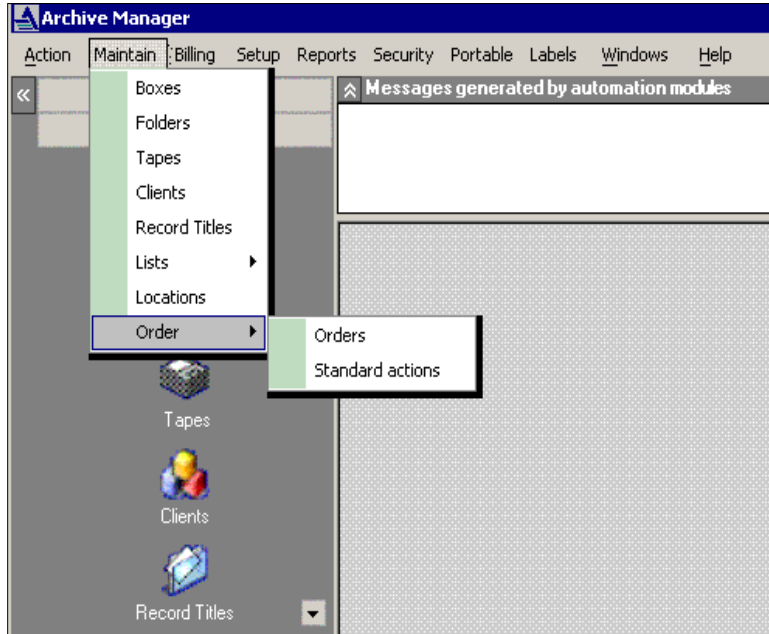 Archive Manager
Action Maintain Billing Setup Reports Security Portable Labels Windows Help
Messages generated by automation modules
Boxes
Folders
Tapes
Clients
Record Titles
Lists
Locations
Order
Orders
Standard actions
Tapes
Clients
Record Titles